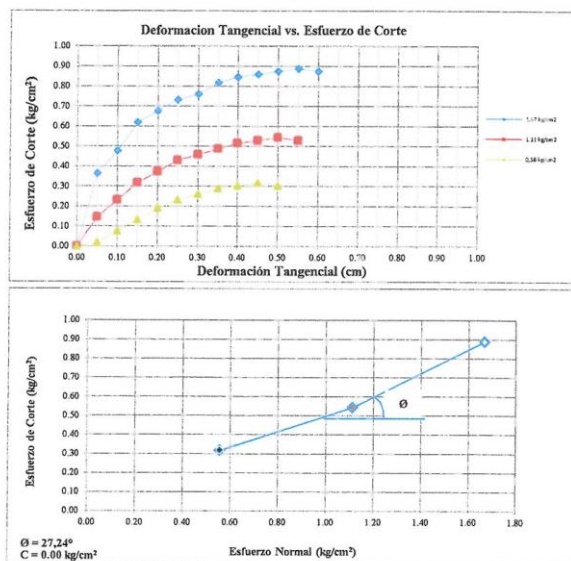 Deformacion Tangencial vs. Esfuerzo de Corte
Esfuerzo de Corte (kg/cm²)
1.00
0.90
0.80
0.70
0.60
0.50
0.40
0.30
0.20
0.10
0.00
0.00 0.10 0.20 0.30 0.40 0.50 0.60 0.70 0.80 0.90 1.00
Deformación Tangencial (cm)
1.11 kg/cm2
Esfuerzo de Corte (kg/cm²)
1.00
0.90
0.80
0.70
0.60
0.50
0.40
0.30
0.20
0.10
0.00
0.00 0.20 0.40 0.60 0.80 1.00 1.20 1.40 1.60 1.80
Ø
Esfuerzo Normal (kg/cm²)
Ø = 27,24°
C = 0.00 kg/cm²